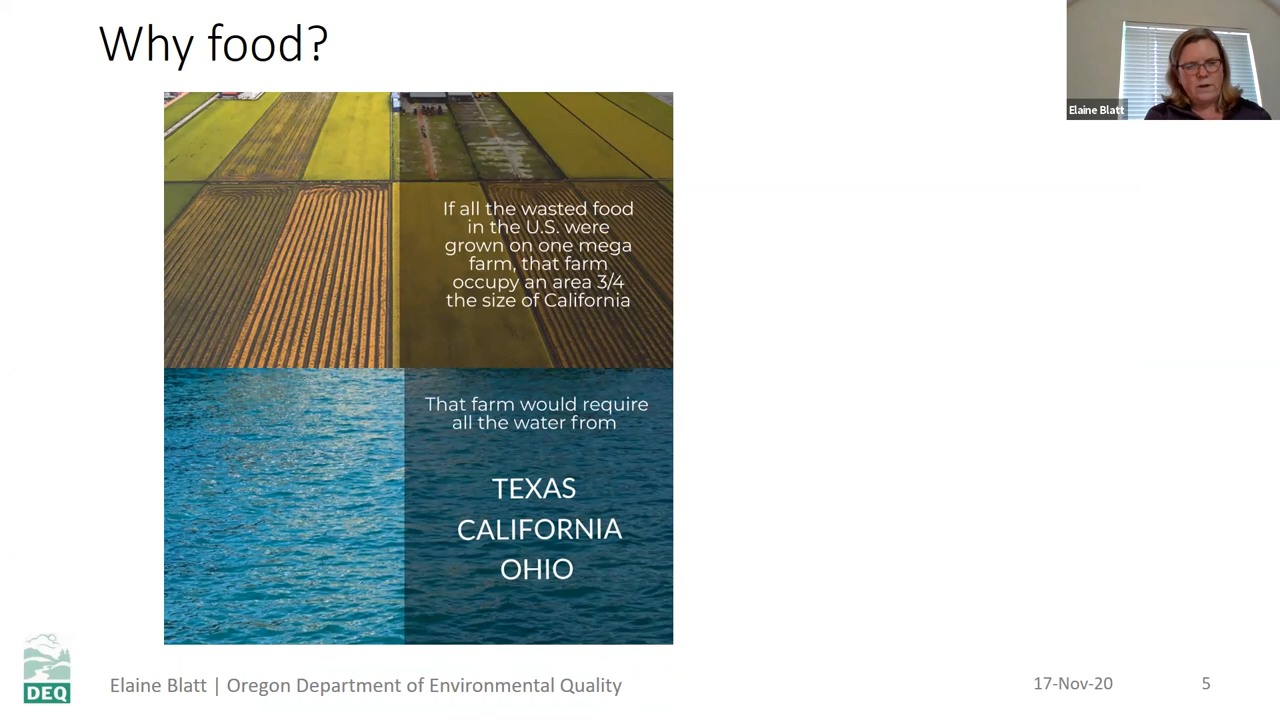 Why food?
Elaine Blatt
If all the wasted food
in the U.S. were
grown on one mega
farm, that farm
occupy an area 3/4
the size of California
That farm would require
all the water from
TEXAS
CALIFORNIA
OHIO
DEQ
Elaine Blatt | Oregon Department of Environmental Quality
17-Nov-20
5